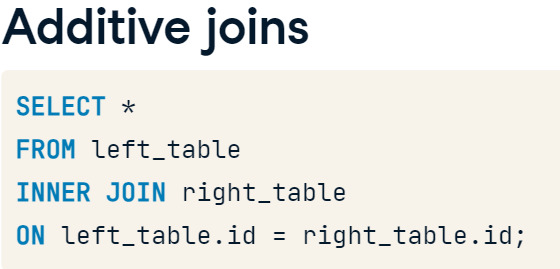 Additive joins
SELECT *
FROM left_table
INNER JOIN right_table
ON left_table.id = right_table.id;